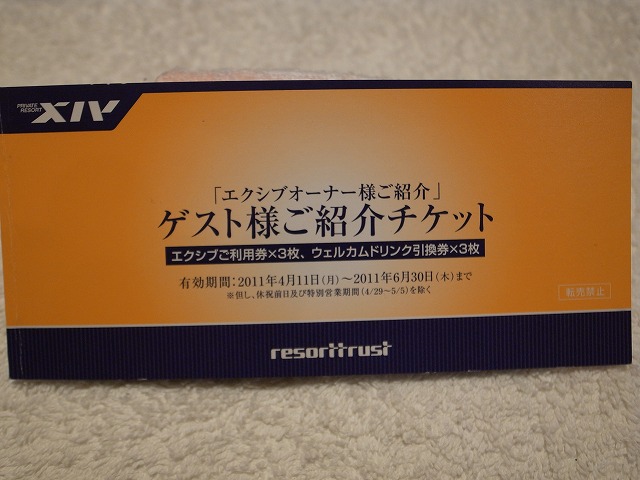 PRIVATE RESORT XIV
「エクシブオーナー様ご紹介」
ゲスト様ご紹介チケット
エクシブご利用券×3枚、ウェルカムドリンク引換券×3枚
有効期間：2011年4月11日(月)～2011年6月30日(木)まで
※但し、休祝前日及び特別営業期間(4/29～5/5)を除く
転売禁止
resorttrust